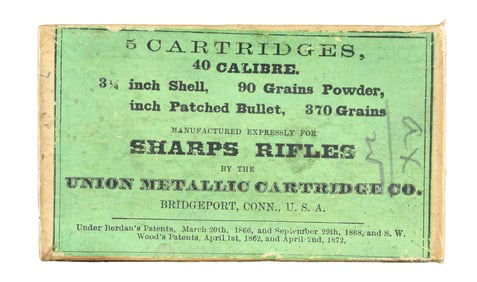 5 CARTRIDGES,
40 CALIBRE.
3¼ inch Shell, 90 Grains Powder,
inch Patched Bullet, 370 Grains
MANUFACTURED EXPRESSLY FOR
SHARPS RIFLES
BY THE
UNION METALLIC CARTRIDGE CO.
BRIDGEPORT, CONN., U. S. A.
Under Berdan's Patents, March 20th, 1866, and September 29th, 1868, and S. W.
Wood's Patents, April 1st, 1862, and April 2nd, 1872.